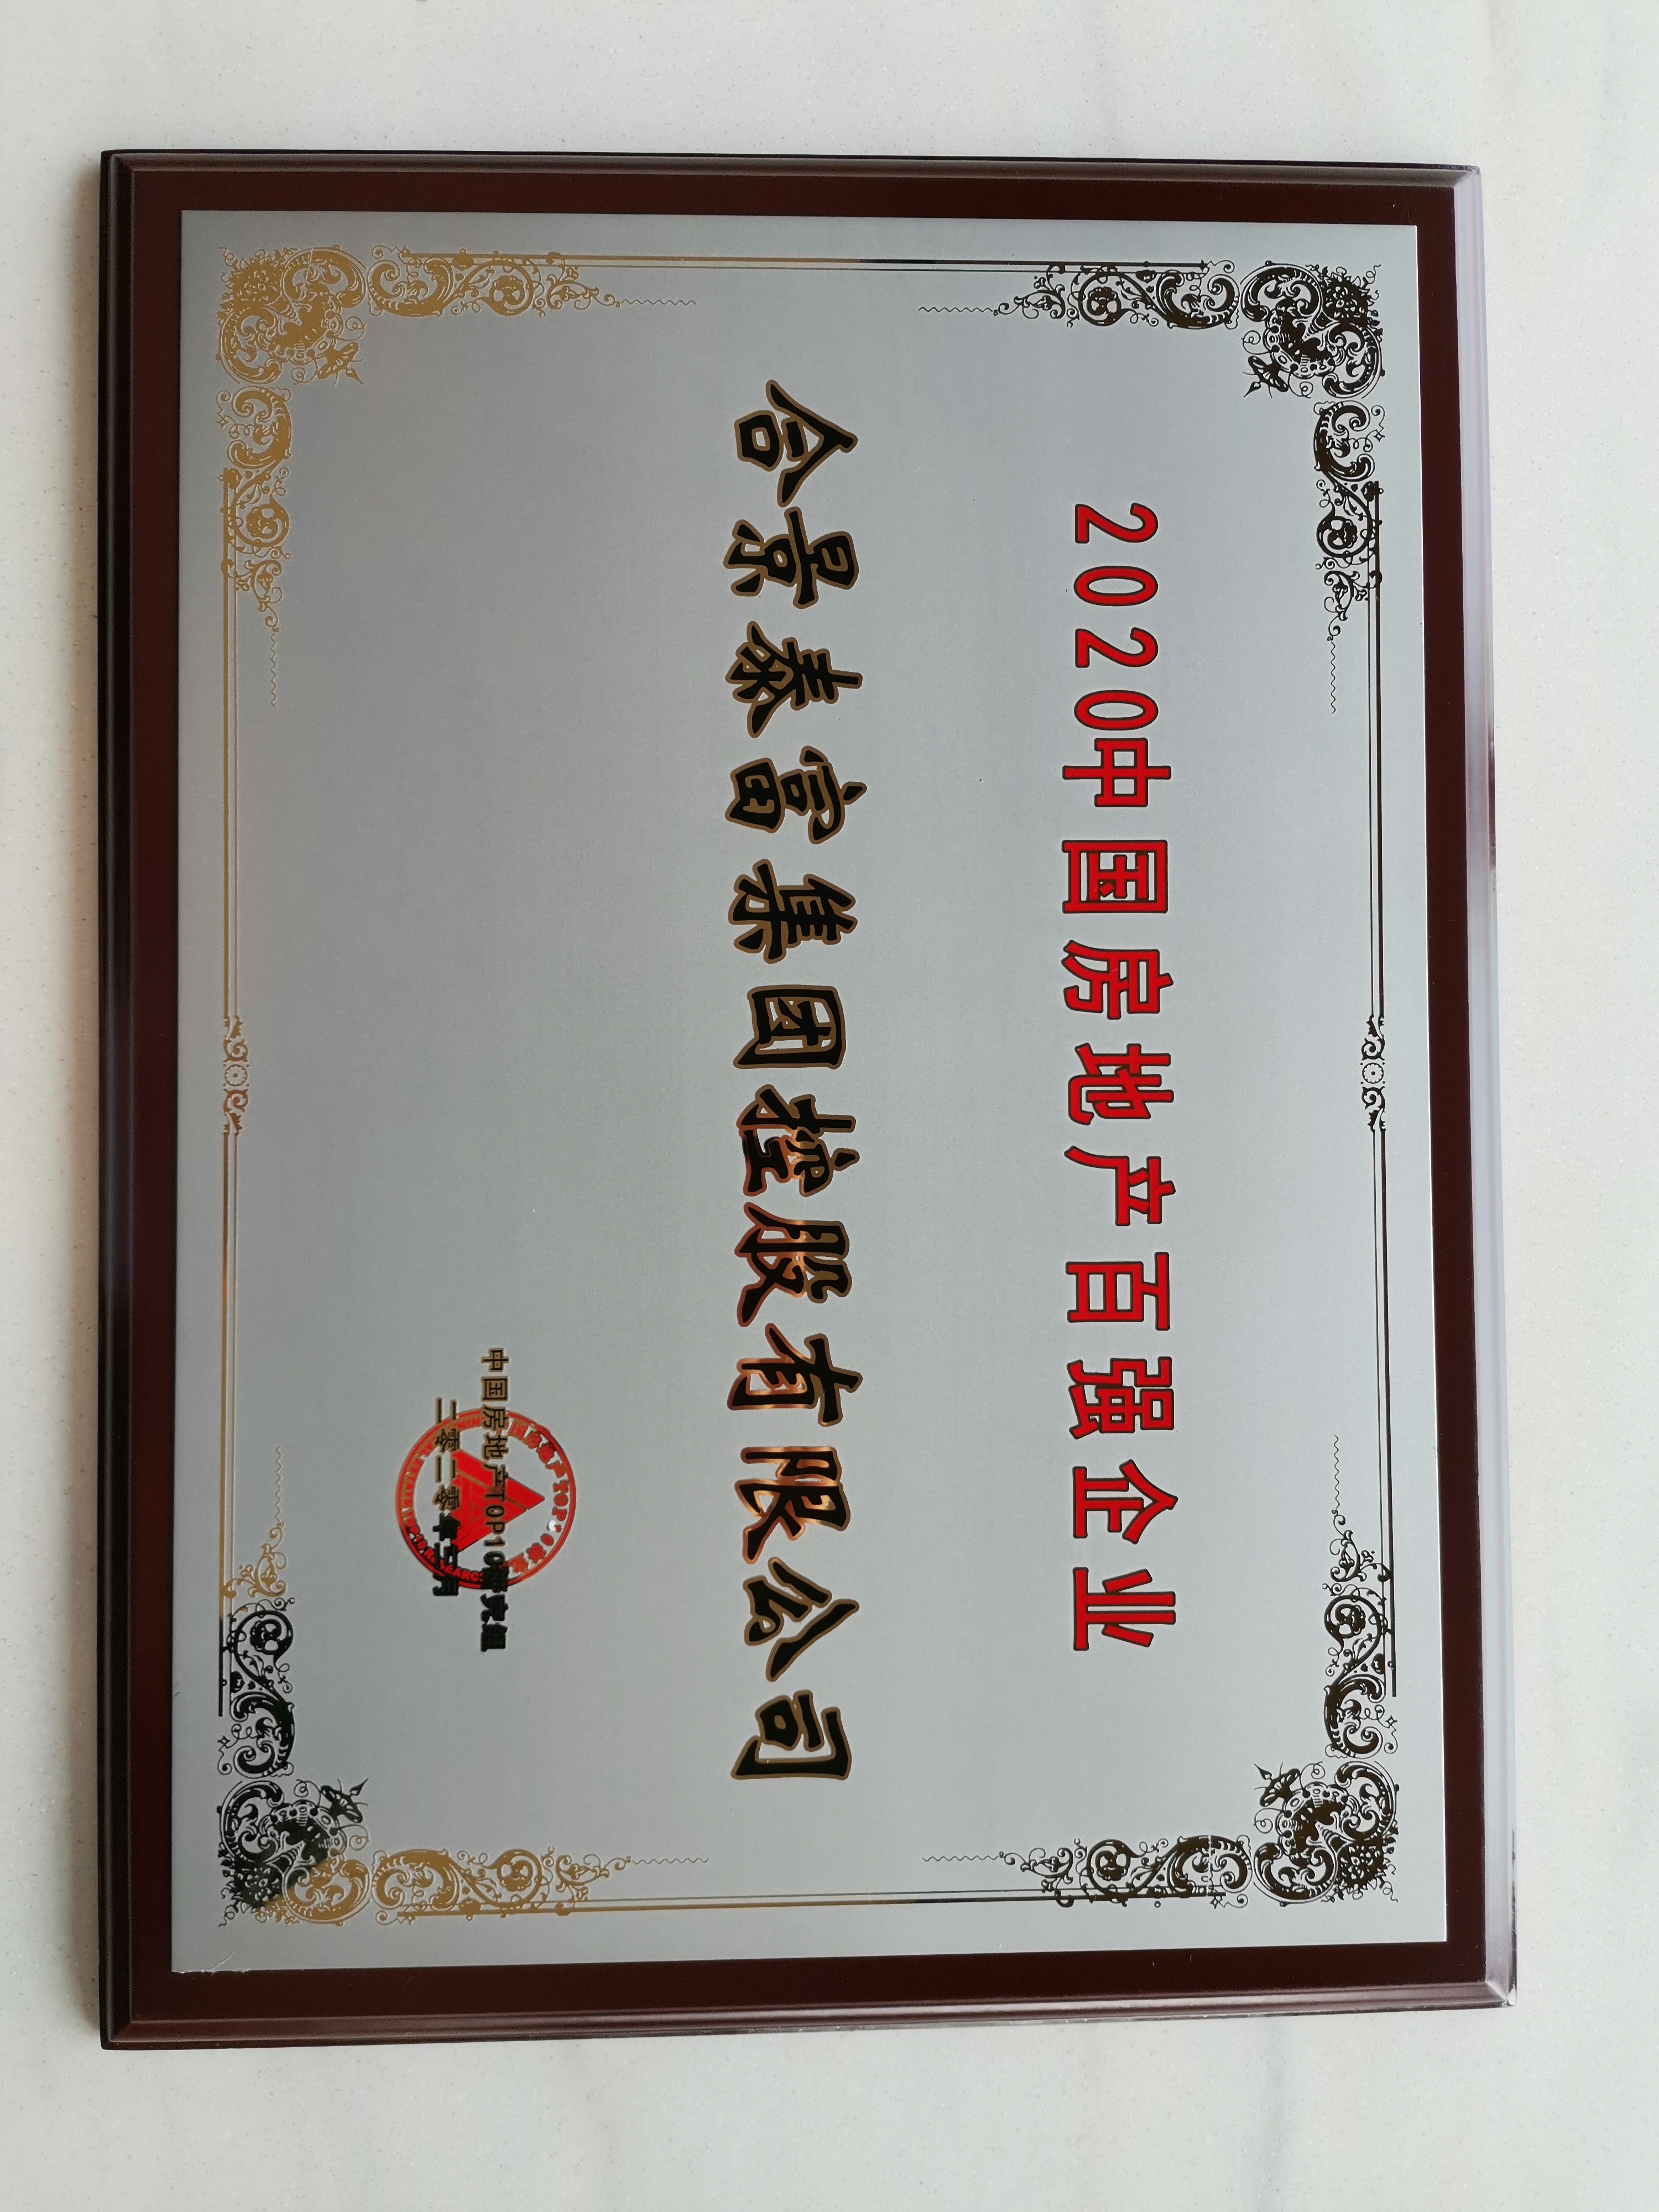 2020中国房地产百强企业
合景泰富集团控股有限公司
中国房地产TOP10研究组
二零二零年三月